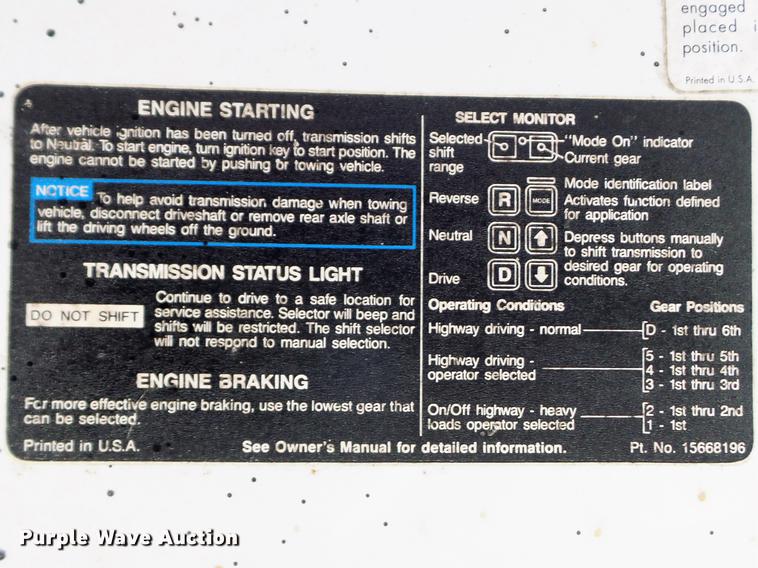 engaged
placed i
position.
Printed in U.S.A.
ENGINE STARTING
After vehicle ignition has been turned off, transmission shifts
to Neutral. To start engine, turn ignition key to start position. The
engine cannot be started by pushing or towing vehicle.
NOTICE To help avoid transmission damage when towing
vehicle, disconnect driveshaft or remove rear axle shaft or
lift the driving wheels off the ground.
TRANSMISSION STATUS LIGHT
DO NOT SHIFT
Continue to drive to a safe location for
service assistance. Selector will beep and
shifts will be restricted. The shift selector
will not respond to manual selection.
ENGINE BRAKING
For more effective engine braking, use the lowest gear that
can be selected.
SELECT MONITOR
Selected
shift
range
"Mode On" indicator
Current gear
Mode identification label
Reverse R MODE Activates function defined
for application
Neutral N Depress buttons manually
to shift transmission to
desired gear for operating
conditions.
Drive D
Operating Conditions Gear Positions
Highway driving - normal D - 1st thru 6th
Highway driving -
operator selected
5 - 1st thru 5th
4 - 1st thru 4th
3 - 1st thru 3rd
On/Off highway - heavy
loads operator selected
2 - 1st thru 2nd
1 - 1st
Printed in U.S.A. See Owner's Manual for detailed information. Pt. No. 15668196
Purple Wave Auction